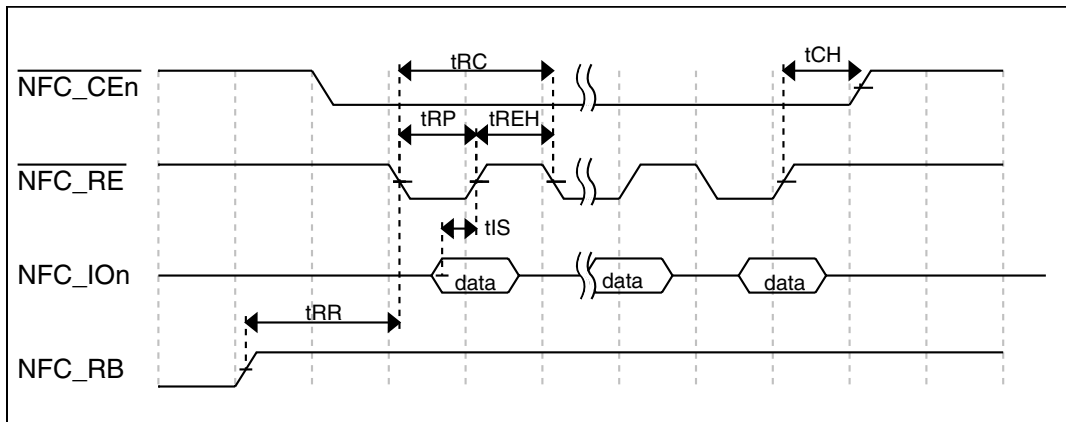 tRC
tCH
NFC_CEn
tRP
tREH
NFC_RE
tIS
NFC_IOn
data
data
data
tRR
NFC_RB